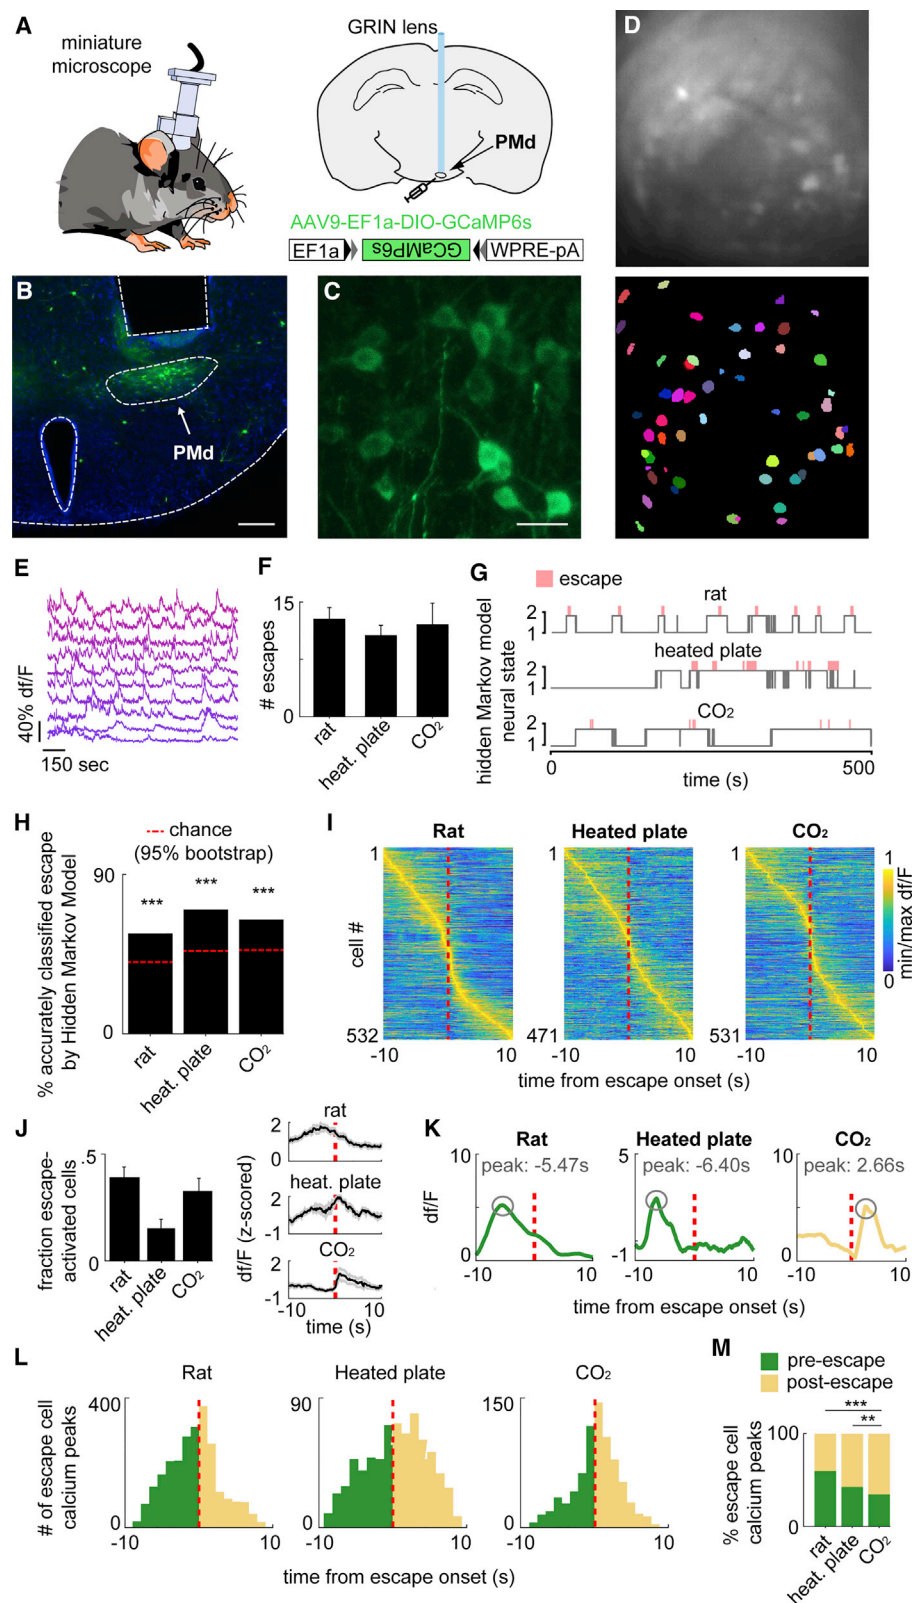 A
miniature
microscope
GRIN lens
PMd
AAV9-EF1a-DIO-GCaMP6s
EF1a
GCaMP6s
WPRE-pA
D
B
PMd
C
E
40% df/F
150 sec
F
# escapes
15
0
rat
heat. plate
CO₂
G
escape
hidden Markov model
neural state
rat
2
1
heated plate
2
1
CO₂
2
1
0
500
time (s)
H
chance
(95% bootstrap)
% accurately classified escape
by Hidden Markov Model
90
0
***
***
***
rat
heat. plate
CO₂
I
Rat
Heated plate
CO₂
cell #
1
532
1
471
1
531
-10
10
-10
10
-10
10
time from escape onset (s)
1
0
min/max df/F
J
fraction escape-
activated cells
.5
0
rat
heat. plate
CO₂
df/F (z-scored)
rat
2
-1
heat. plate
2
-1
CO₂
2
-1
-10
10
time (s)
K
Rat
Heated plate
CO₂
peak: -5.47s
peak: -6.40s
peak: 2.66s
df/F
10
0
5
-1
10
0
-10
10
-10
10
-10
10
time from escape onset (s)
L
Rat
Heated plate
CO₂
# of escape cell
calcium peaks
400
0
90
0
150
0
-10
10
-10
10
-10
10
time from escape onset (s)
M
pre-escape
post-escape
***
**
% escape cell
calcium peaks
100
0
rat
heat. plate
CO₂